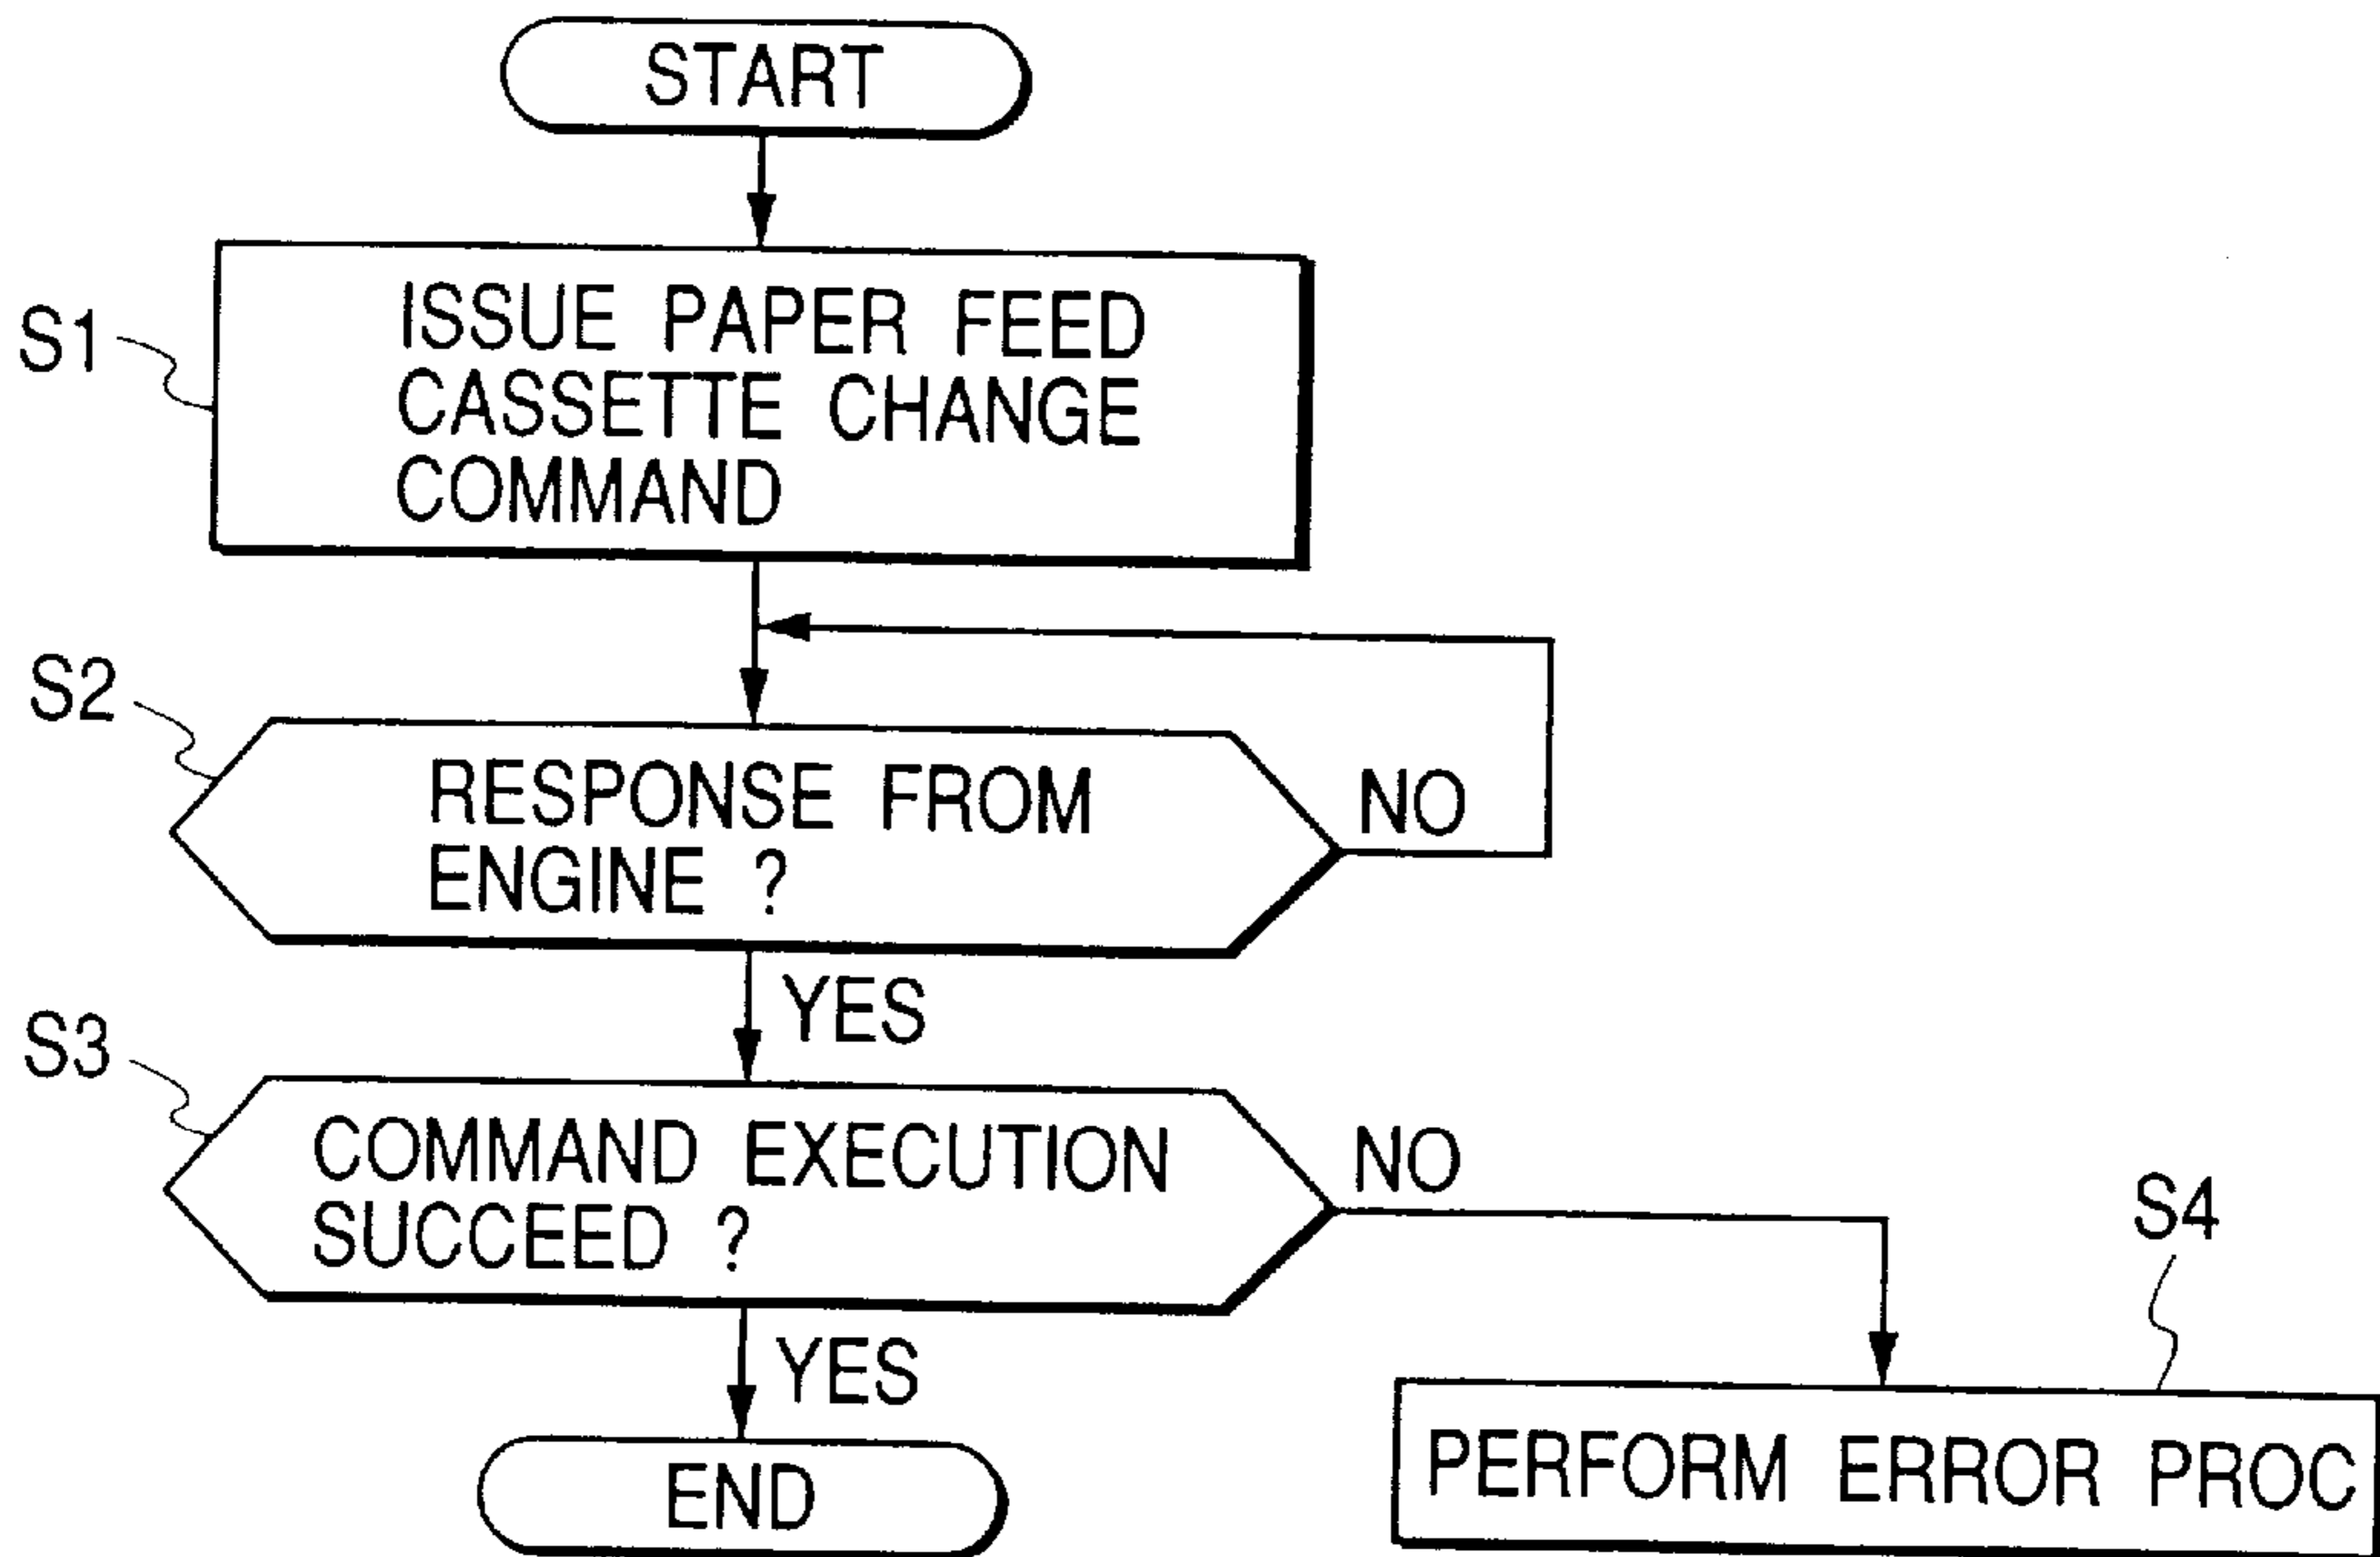 START
S1
ISSUE PAPER FEED
CASSETTE CHANGE
COMMAND
S2
RESPONSE FROM
ENGINE ?
NO
YES
S3
COMMAND EXECUTION
SUCCEED ?
NO
S4
YES
PERFORM ERROR PROC
END